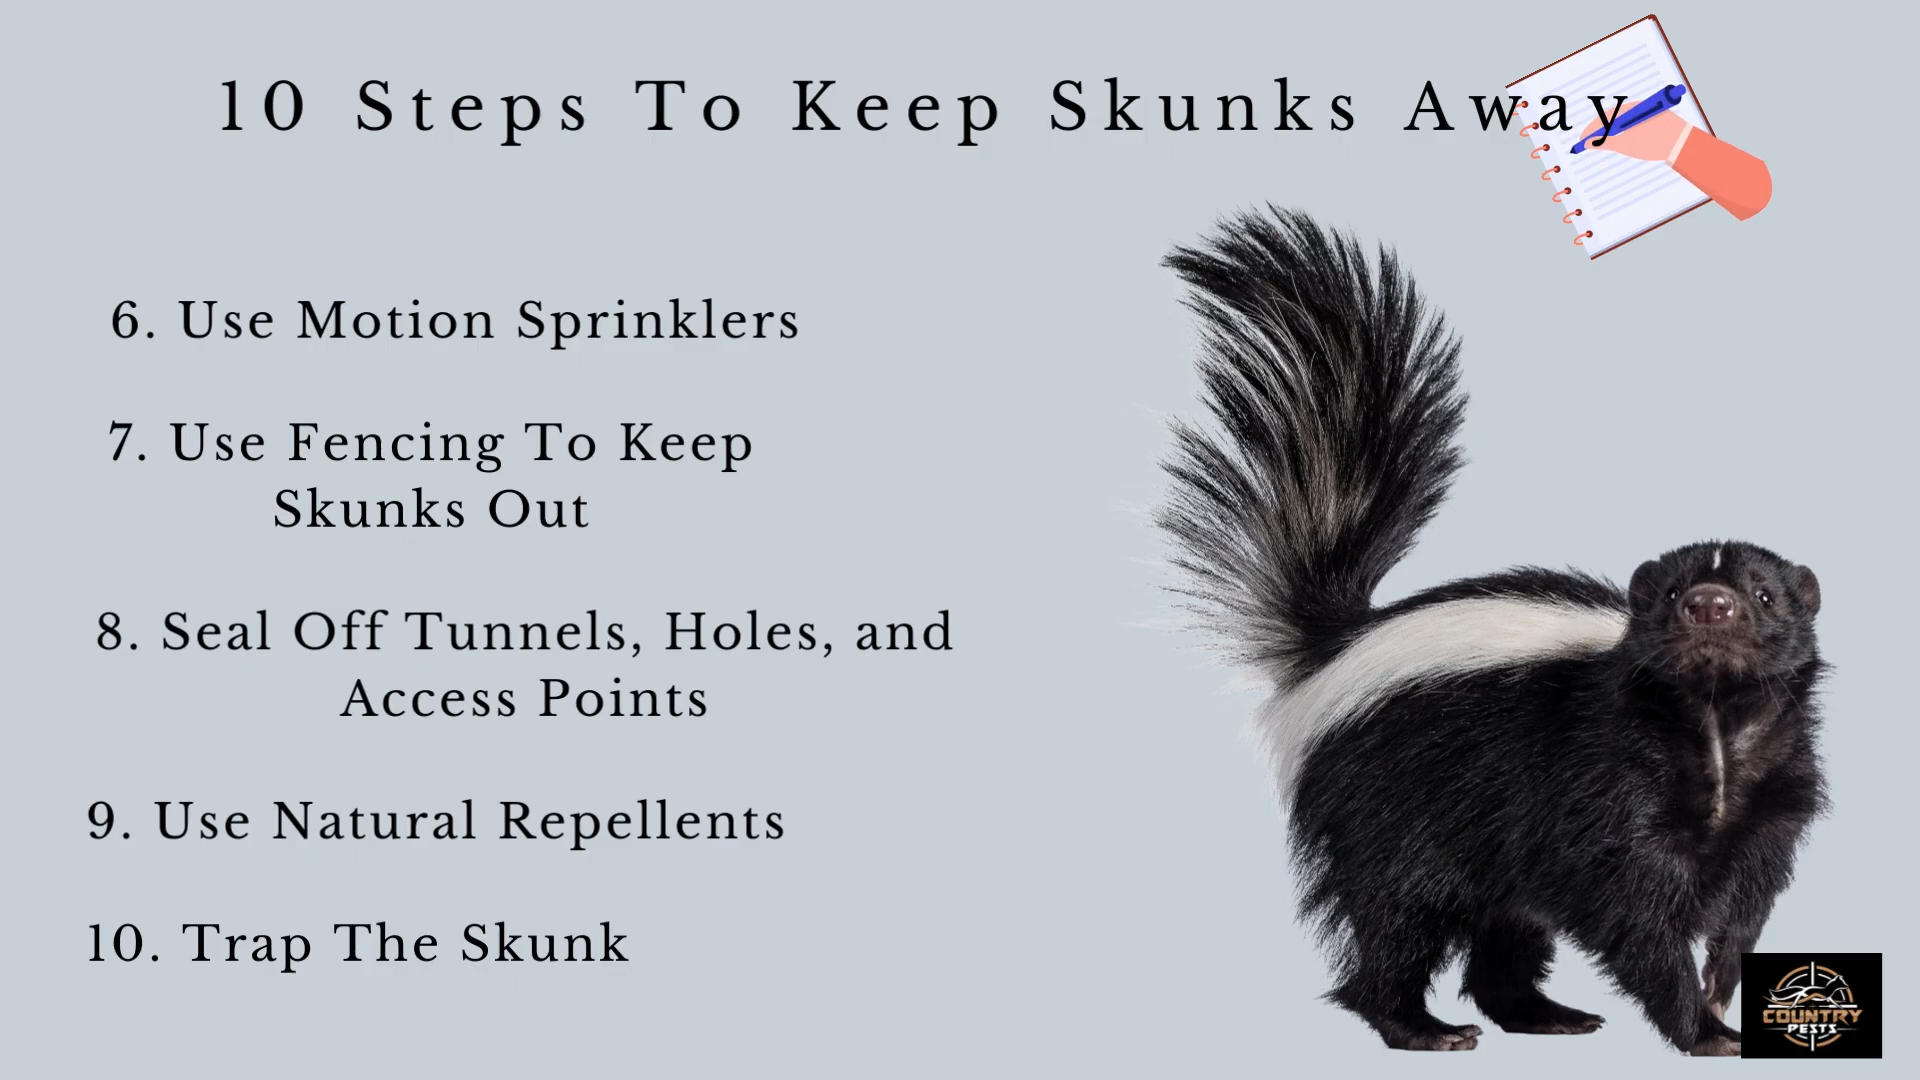 10 Steps To Keep Skunks Away
6. Use Motion Sprinklers
7. Use Fencing To Keep
Skunks Out
8. Seal Off Tunnels, Holes, and
Access Points
9. Use Natural Repellents
10. Trap The Skunk
COUNTRY
PESTS